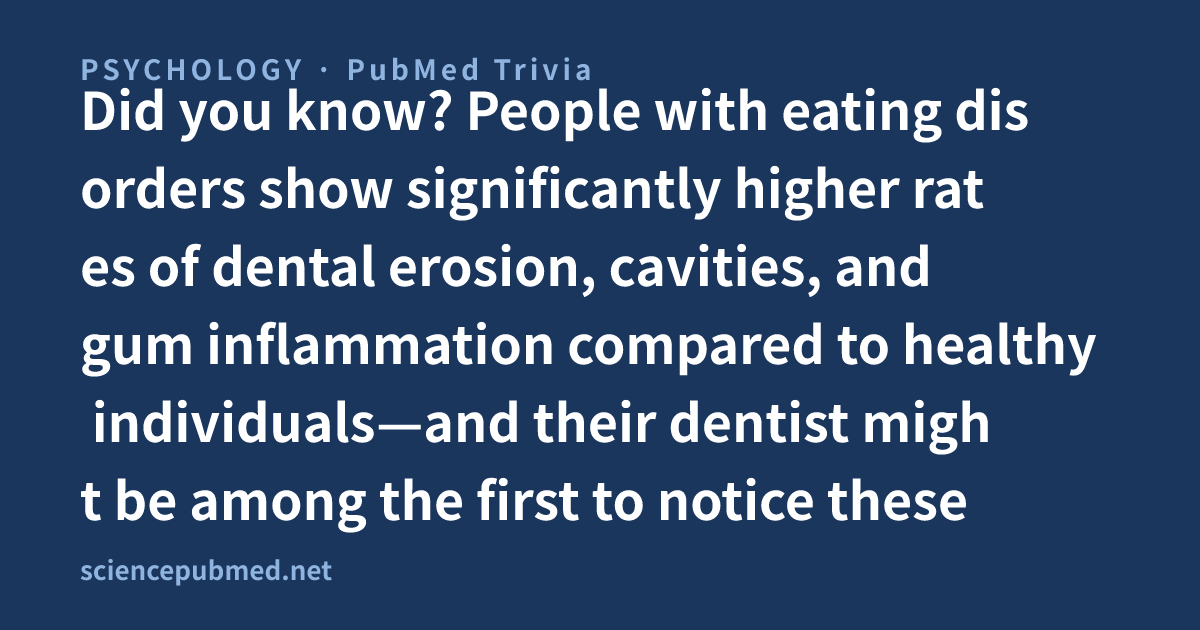 PSYCHOLOGY · PubMed Trivia
Did you know? People with eating dis
orders show significantly higher rat
es of dental erosion, cavities, and
gum inflammation compared to healthy
individuals—and their dentist migh
t be among the first to notice these
sciencepubmed.net